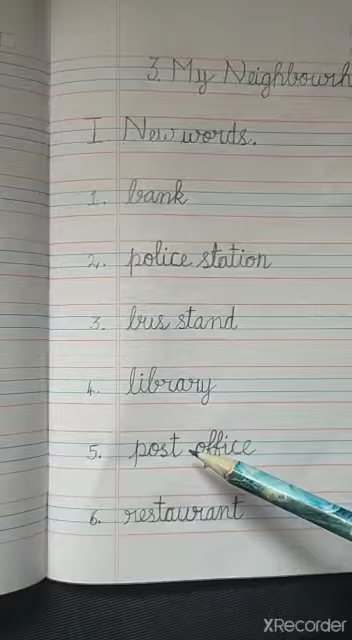 3. My Neighbourh
I New words.
1. bank
2. police station
3. bus stand
4. library
5. post office
6. restaurant
XRecorder